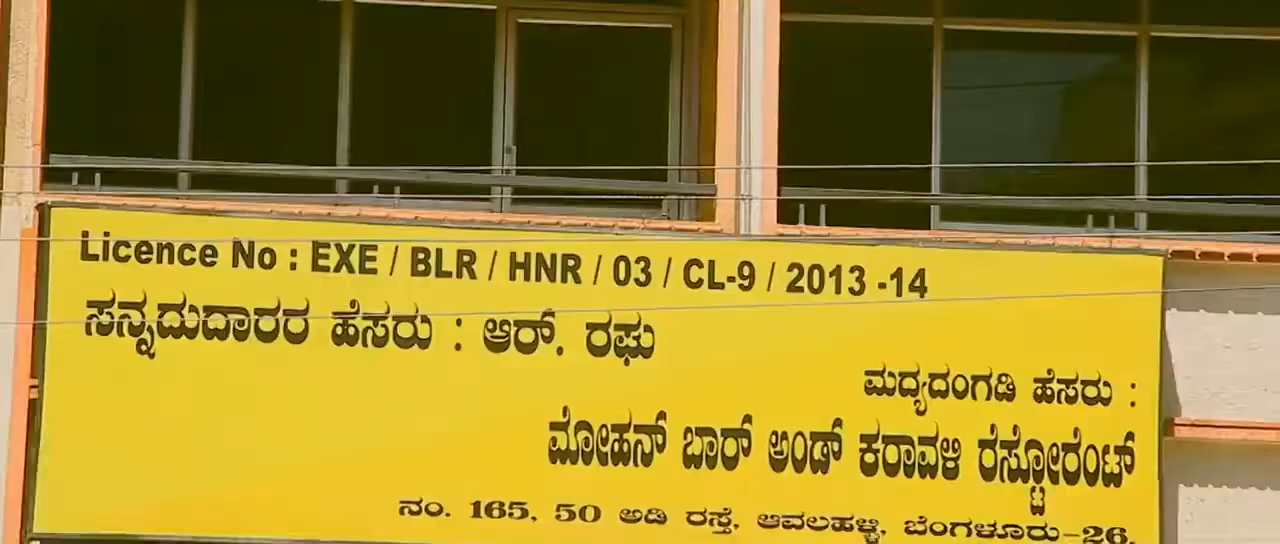 Licence No : EXE / BLR / HNR / 03 / CL-9 / 2013 -14
ಸನ್ನದುದಾರರ ಹೆಸರು : ಆರ್. ರಘು
ಮದ್ಯದಂಗಡಿ ಹೆಸರು :
ಮೋಹನ್ ಬಾರ್ ಅಂಡ್ ಕರಾವಳಿ ರೆಸ್ಟೋರೆಂಟ್
ನಂ. 165, 50 ಅಡಿ ರಸ್ತೆ, ಆವಲಹಳ್ಳಿ, ಬೆಂಗಳೂರು-26.